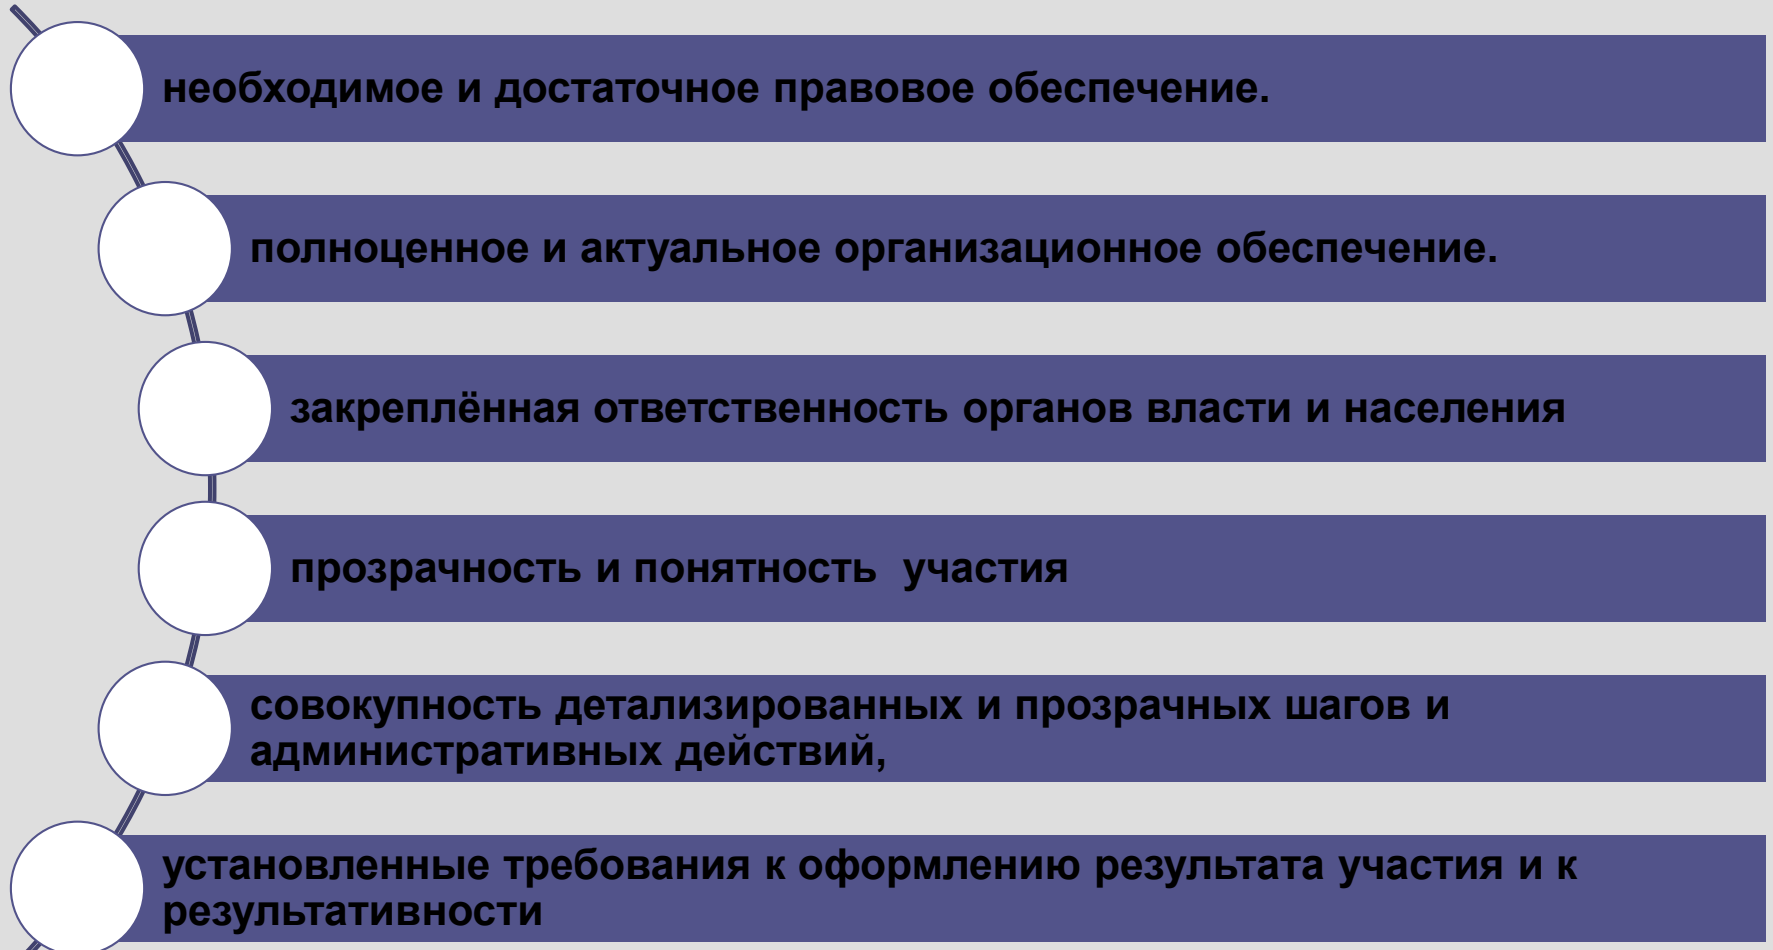 необходимое и достаточное правовое обеспечение.
полноценное и актуальное организационное обеспечение.
закреплённая ответственность органов власти и населения
прозрачность и понятность  участия
совокупность детализированных и прозрачных шагов и
административных действий,
установленные требования к оформлению результата участия и к
результативности